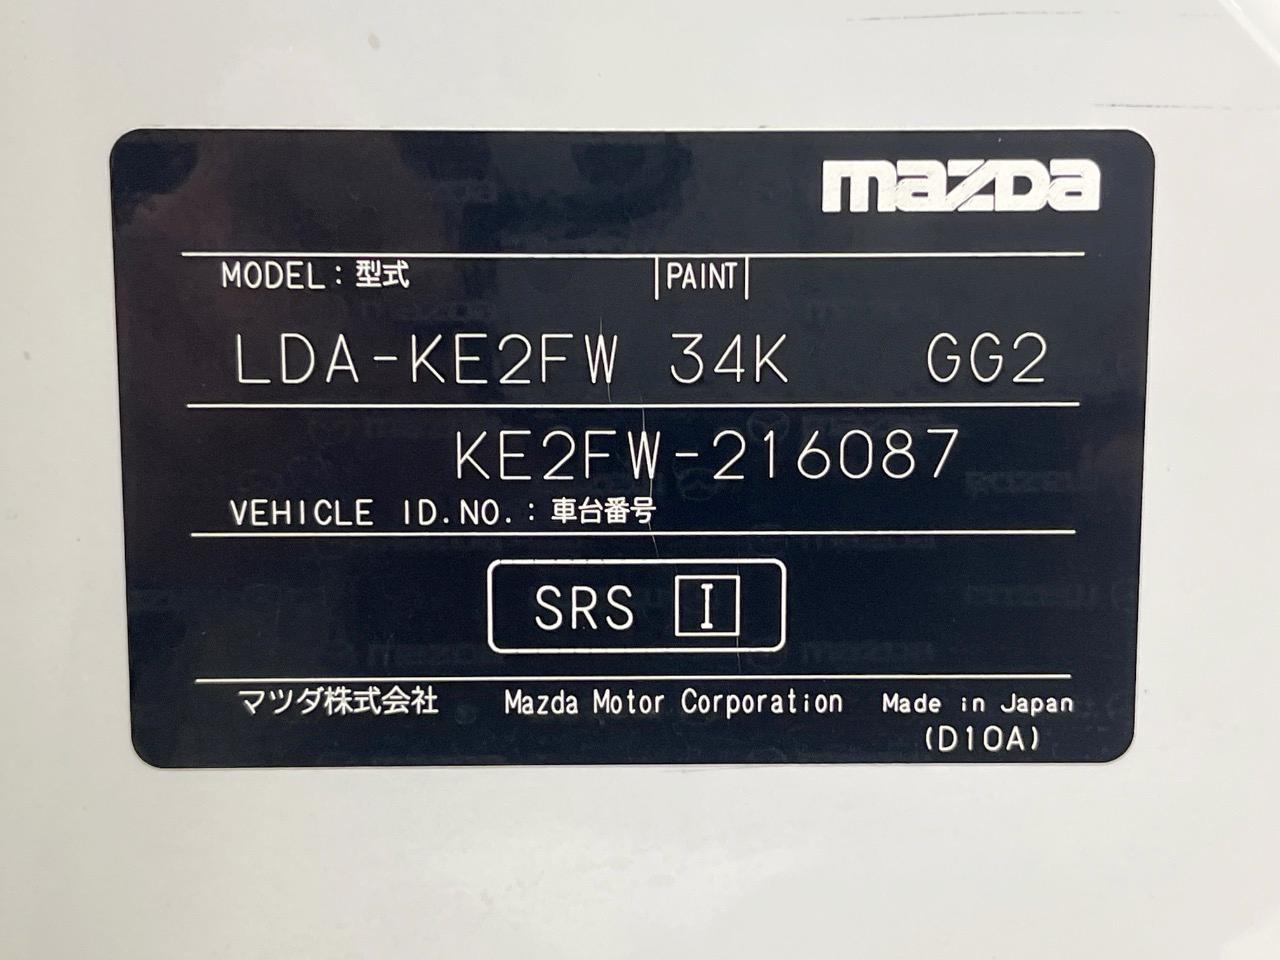 mazda
MODEL：型式 PAINT
LDA-KE2FW 34K GG2
KE2FW-216087
VEHICLE ID.NO.：車台番号
SRS I
マツダ株式会社 Mazda Motor Corporation Made in Japan
(D10A)